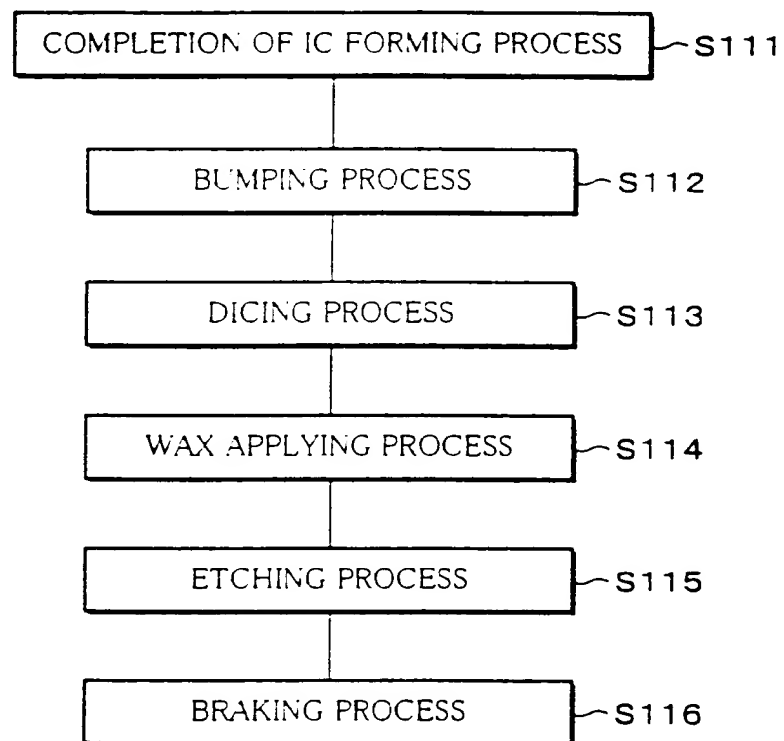 COMPLETION OF IC FORMING PROCESS S111
BUMPING PROCESS S112
DICING PROCESS S113
WAX APPLYING PROCESS S114
ETCHING PROCESS S115
BRAKING PROCESS S116